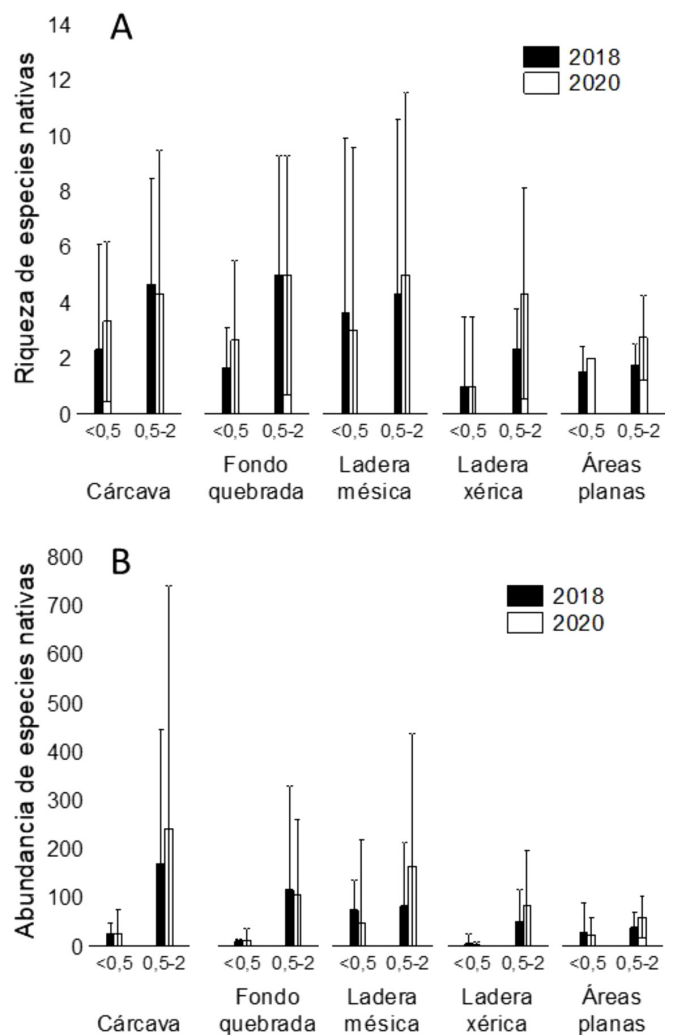 A
Riqueza de especies nativas
14
12
10
8
6
4
2
0
2018
2020
<0,5 0,5-2 <0,5 0,5-2 <0,5 0,5-2 <0,5 0,5-2 <0,5 0,5-2
Cárcava
Fondo
quebrada
Ladera
mésica
Ladera
xérica
Áreas
planas
B
Abundancia de especies nativas
800
700
600
500
400
300
200
100
0
2018
2020
<0,5 0,5-2 <0,5 0,5-2 <0,5 0,5-2 <0,5 0,5-2 <0,5 0,5-2
Cárcava
Fondo
quebrada
Ladera
mésica
Ladera
xérica
Áreas
planas